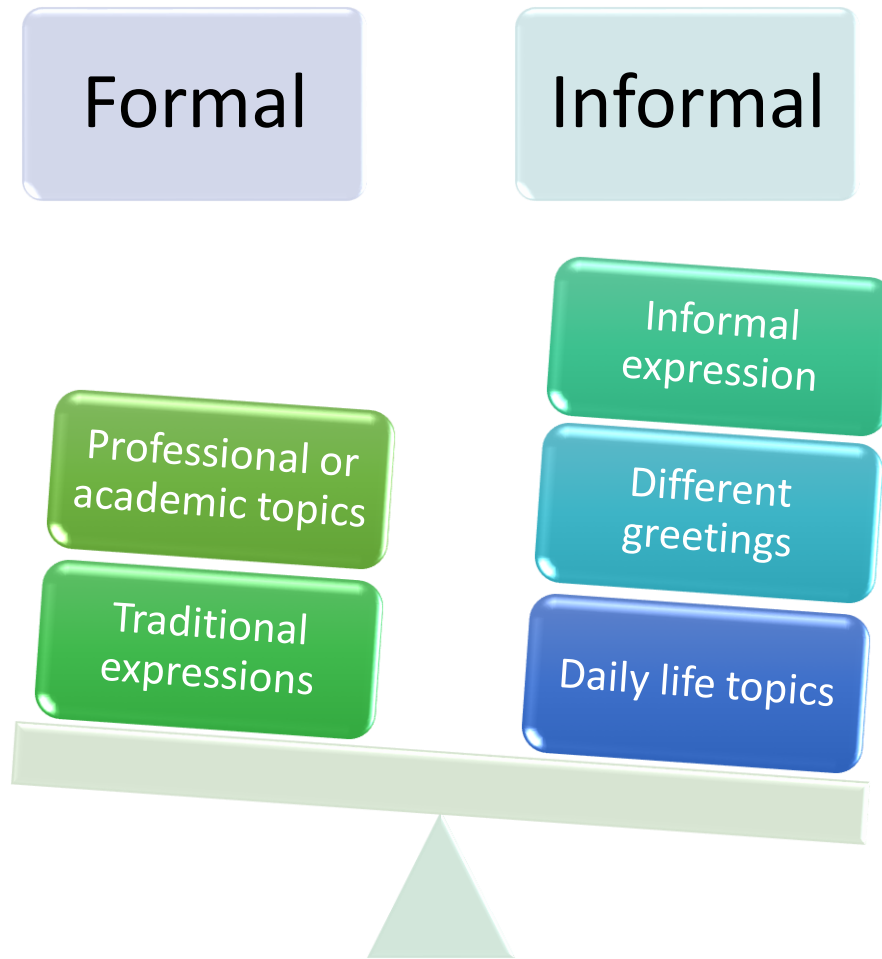 Formal
Informal
Professional or
academic topics
Traditional
expressions
Informal
expression
Different
greetings
Daily life topics